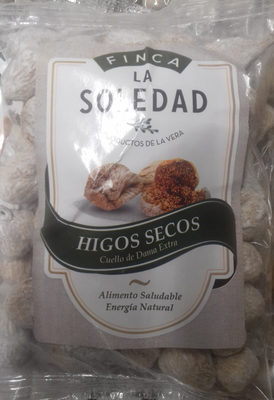 FINCA
LA
SOLEDAD
PRODUCTOS DE LA VERA
HIGOS SECOS
Cuello de Dama Extra
Alimento Saludable
Energía Natural